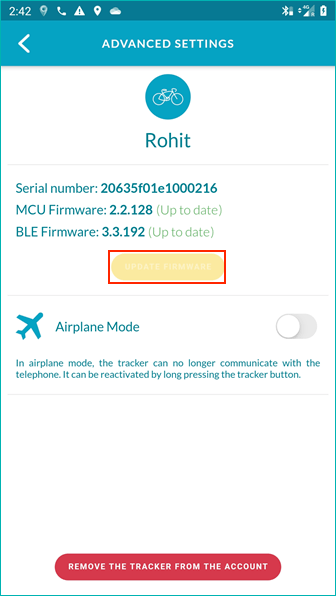 2:42
4G
ADVANCED SETTINGS
Rohit
Serial number: 20635f01e1000216
MCU Firmware: 2.2.128 (Up to date)
BLE Firmware: 3.3.192 (Up to date)
UPDATE FIRMWARE
Airplane Mode
In airplane mode, the tracker can no longer communicate with the
telephone. It can be reactivated by long pressing the tracker button.
REMOVE THE TRACKER FROM THE ACCOUNT